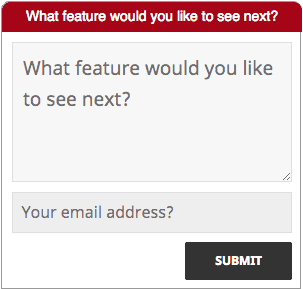 What feature would you like to see next?
What feature would you like
to see next?
Your email address?
SUBMIT